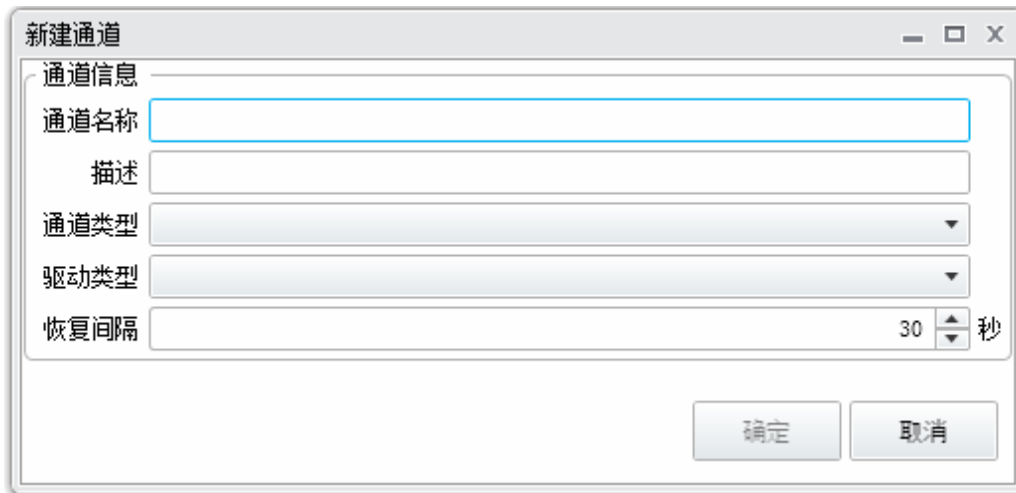 新建通道
通道信息
通道名称
描述
通道类型
驱动类型
恢复间隔 30 秒
确定 取消